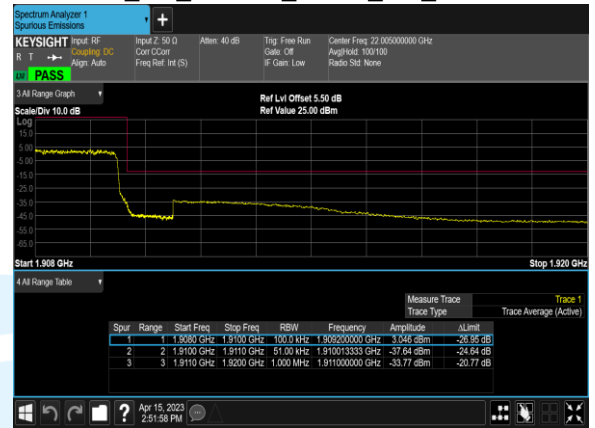 Spectrum Analyzer 1
Spurious Emissions
KEYSIGHT Input: RF Input Z: 50 Ω Atten: 40 dB Trig: Free Run Center Freq: 22.005000000 GHz
R T Coupling: DC Corr CCorr Gate: Off Avg|Hold: 100/100
Align: Auto Freq Ref: Int (S) IF Gain: Low Radio Std: None
PASS
3 All Range Graph
Ref Lvl Offset 5.50 dB
Scale/Div 10.0 dB Ref Value 25.00 dBm
Log
15.0
5.00
-5.00
-15.0
-25.0
-35.0
-45.0
-55.0
-65.0
Start 1.908 GHz Stop 1.920 GHz
4 All Range Table
Measure Trace Trace 1
Trace Type Trace Average (Active)
Spur Range Start Freq Stop Freq RBW Frequency Amplitude ΔLimit
1 1 1.9080 GHz 1.9100 GHz 100.0 kHz 1.909200000 GHz 3.046 dBm -26.95 dB
2 2 1.9100 GHz 1.9110 GHz 51.00 kHz 1.910013333 GHz -37.64 dBm -24.64 dB
3 3 1.9110 GHz 1.9200 GHz 1.000 MHz 1.911000000 GHz -33.77 dBm -20.77 dB
Apr 15, 2023
2:51:58 PM